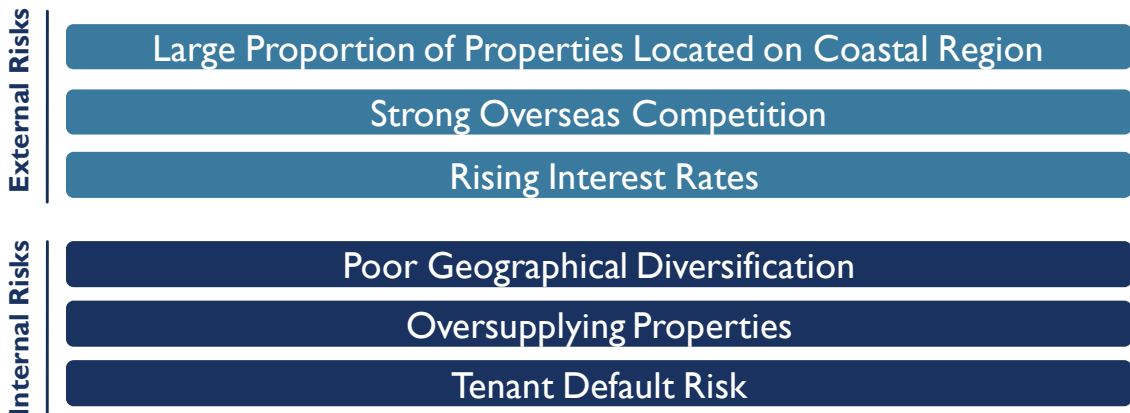 External Risks
Large Proportion of Properties Located on Coastal Region
Strong Overseas Competition
Rising Interest Rates
Internal Risks
Poor Geographical Diversification
Oversupplying Properties
Tenant Default Risk